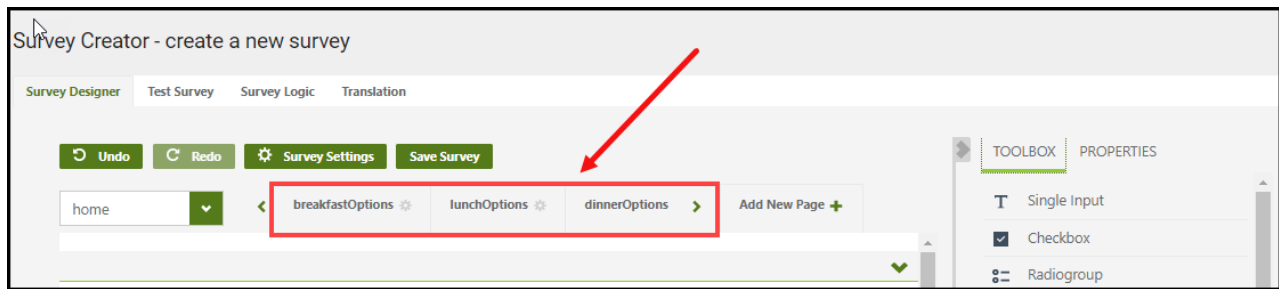 Survey Creator - create a new survey
Survey Designer Test Survey Survey Logic Translation
Undo Redo Survey Settings Save Survey
TOOLBOX PROPERTIES
home breakfastOptions lunchOptions dinnerOptions Add New Page
Single Input
Checkbox
Radiogroup